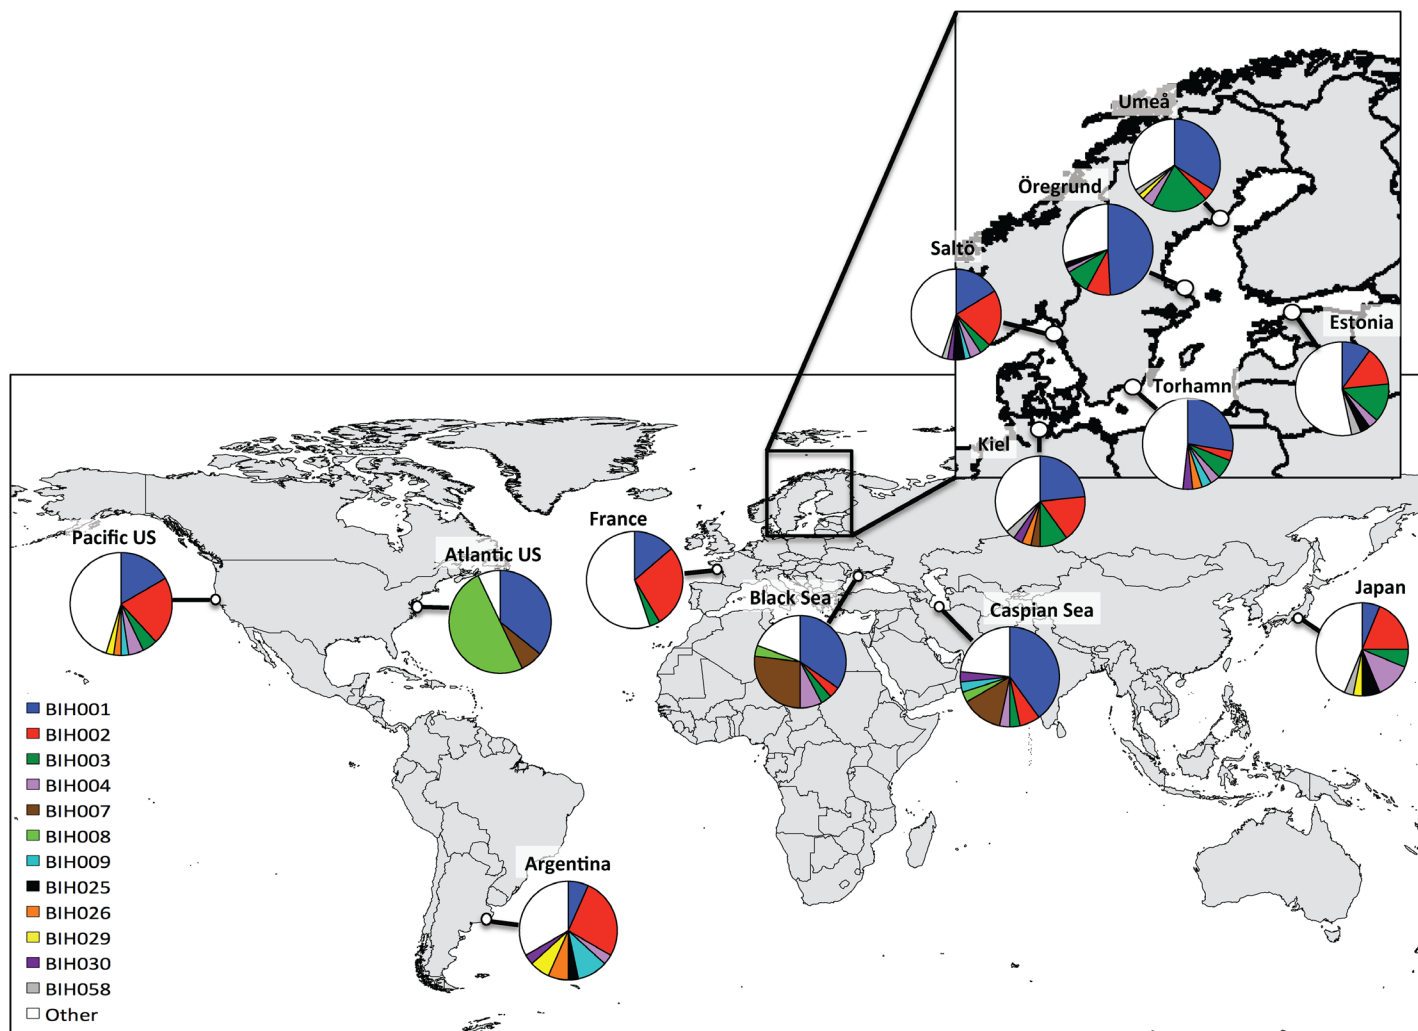 Umeå
Öregrund
Saltö
Estonia
Torhamn
Kiel
France
Pacific US
Atlantic US
Black Sea
Caspian Sea
Japan
Argentina
BIH001
BIH002
BIH003
BIH004
BIH007
BIH008
BIH009
BIH025
BIH026
BIH029
BIH030
BIH058
Other